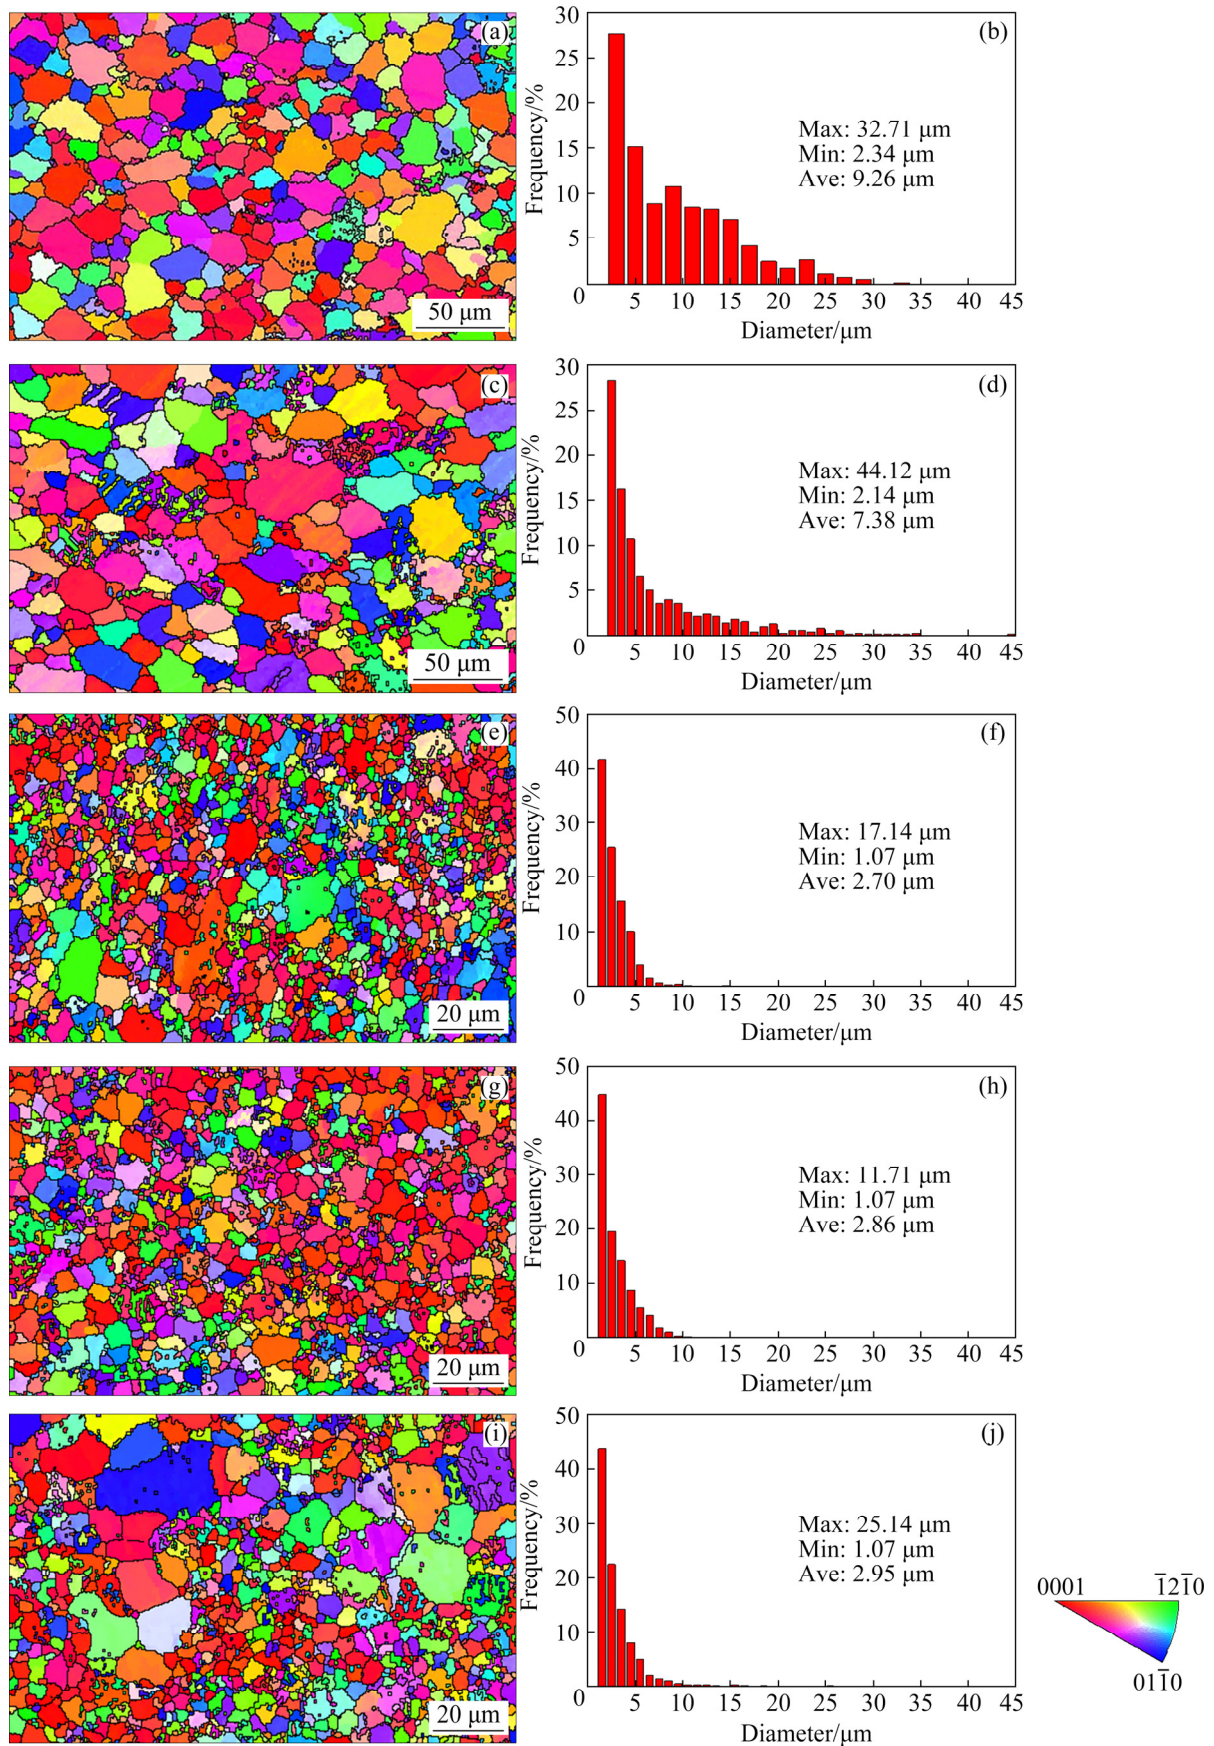 (a)
50 μm
30
25
20
15
10
5
0
Frequency/%
(b)
Max: 32.71 μm
Min: 2.34 μm
Ave: 9.26 μm
5 10 15 20 25 30 35 40 45
Diameter/μm
(c)
50 μm
30
25
20
15
10
5
0
Frequency/%
(d)
Max: 44.12 μm
Min: 2.14 μm
Ave: 7.38 μm
5 10 15 20 25 30 35 40 45
Diameter/μm
(e)
20 μm
50
40
30
20
10
0
Frequency/%
(f)
Max: 17.14 μm
Min: 1.07 μm
Ave: 2.70 μm
5 10 15 20 25 30 35 40 45
Diameter/μm
(g)
20 μm
50
40
30
20
10
0
Frequency/%
(h)
Max: 11.71 μm
Min: 1.07 μm
Ave: 2.86 μm
5 10 15 20 25 30 35 40 45
Diameter/μm
(i)
20 μm
50
40
30
20
10
0
Frequency/%
(j)
Max: 25.14 μm
Min: 1.07 μm
Ave: 2.95 μm
5 10 15 20 25 30 35 40 45
Diameter/μm
0001 1̅21̅0
011̅0